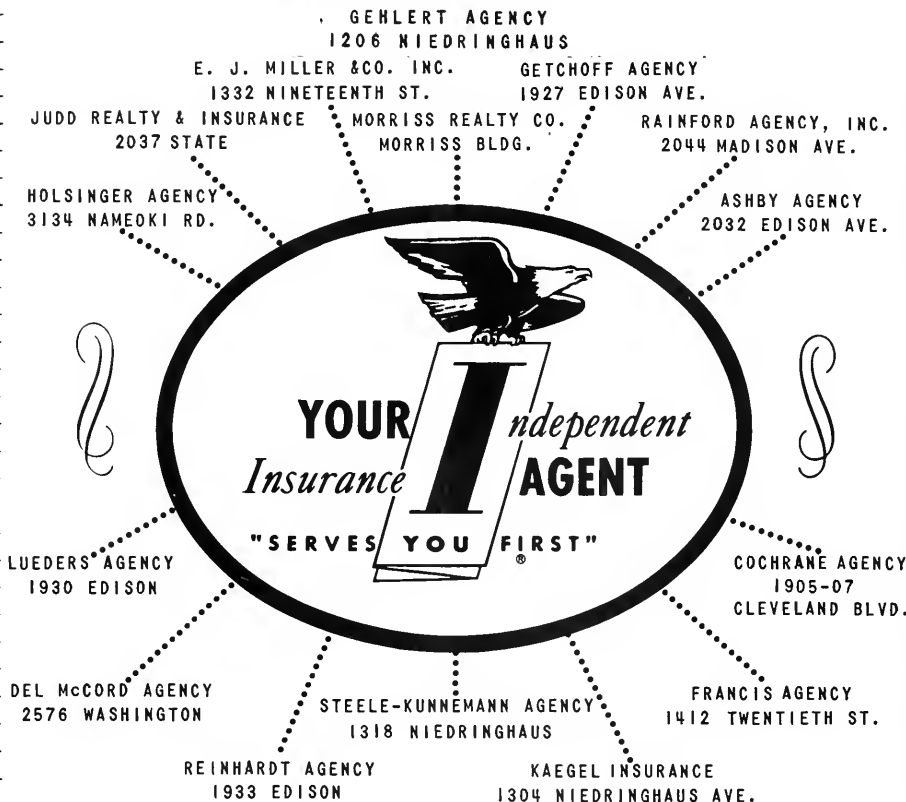 GEHLERT AGENCY
1206 NIEDRINGHAUS
E. J. MILLER &CO. INC.
1332 NINETEENTH ST.
GETCHOFF AGENCY
1927 EDISON AVE.
JUDD REALTY & INSURANCE
2037 STATE
MORRISS REALTY CO.
MORRISS BLDG.
RAINFORD AGENCY, INC.
2044 MADISON AVE.
HOLSINGER AGENCY
3134 NAMEOKI RD.
ASHBY AGENCY
2032 EDISON AVE.
YOUR Independent
Insurance AGENT
"SERVES YOU FIRST"
®
LUEDERS AGENCY
1930 EDISON
COCHRANE AGENCY
1905-07
CLEVELAND BLVD.
DEL McCORD AGENCY
2576 WASHINGTON
STEELE-KUNNEMANN AGENCY
1318 NIEDRINGHAUS
FRANCIS AGENCY
1412 TWENTIETH ST.
REINHARDT AGENCY
1933 EDISON
KAEGEL INSURANCE
1304 NIEDRINGHAUS AVE.